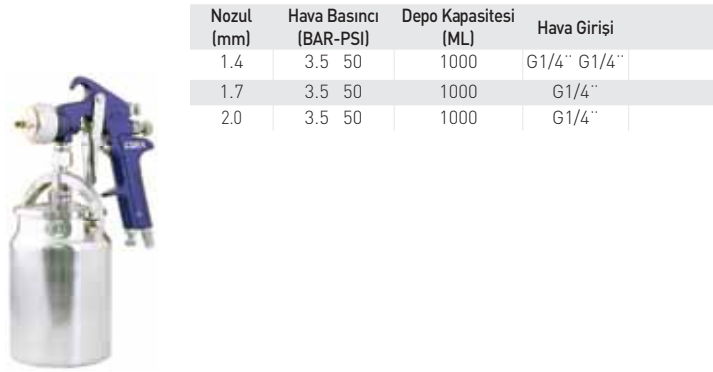 Nozul (mm) Hava Basıncı (BAR-PSI) Depo Kapasitesi (ML) Hava Girişi
1.4 3.5 50 1000 G1/4¨ G1/4¨
1.7 3.5 50 1000 G1/4¨
2.0 3.5 50 1000 G1/4¨